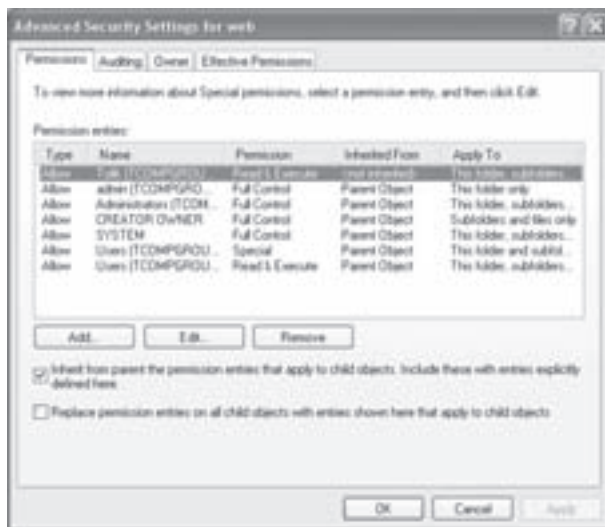 Advanced Security Settings for web
Permissions Auditing Owner Effective Permissions
To view more information about Special permissions, select a permission entry, and then click Edit.
Permission entries:
Type Name Permission Inherited From Apply To
Allow (TCOMPGROU... Read & Execute (not inherited) This folder, subfolders...
Allow admin (TCOMPGRO... Full Control Parent Object This folder only
Allow Administrators (TCOM... Full Control Parent Object This folder, subfolders...
Allow CREATOR OWNER Full Control Parent Object Subfolders and files only
Allow SYSTEM Full Control Parent Object This folder, subfolders...
Allow Users (TCOMPGROU... Special Parent Object This folder and subfol...
Allow Users (TCOMPGROU... Read & Execute Parent Object This folder, subfolders...
Add... Edit... Remove
Inherit from parent the permission entries that apply to child objects. Include these with entries explicitly
defined here.
Replace permission entries on all child objects with entries shown here that apply to child objects
OK Cancel Apply